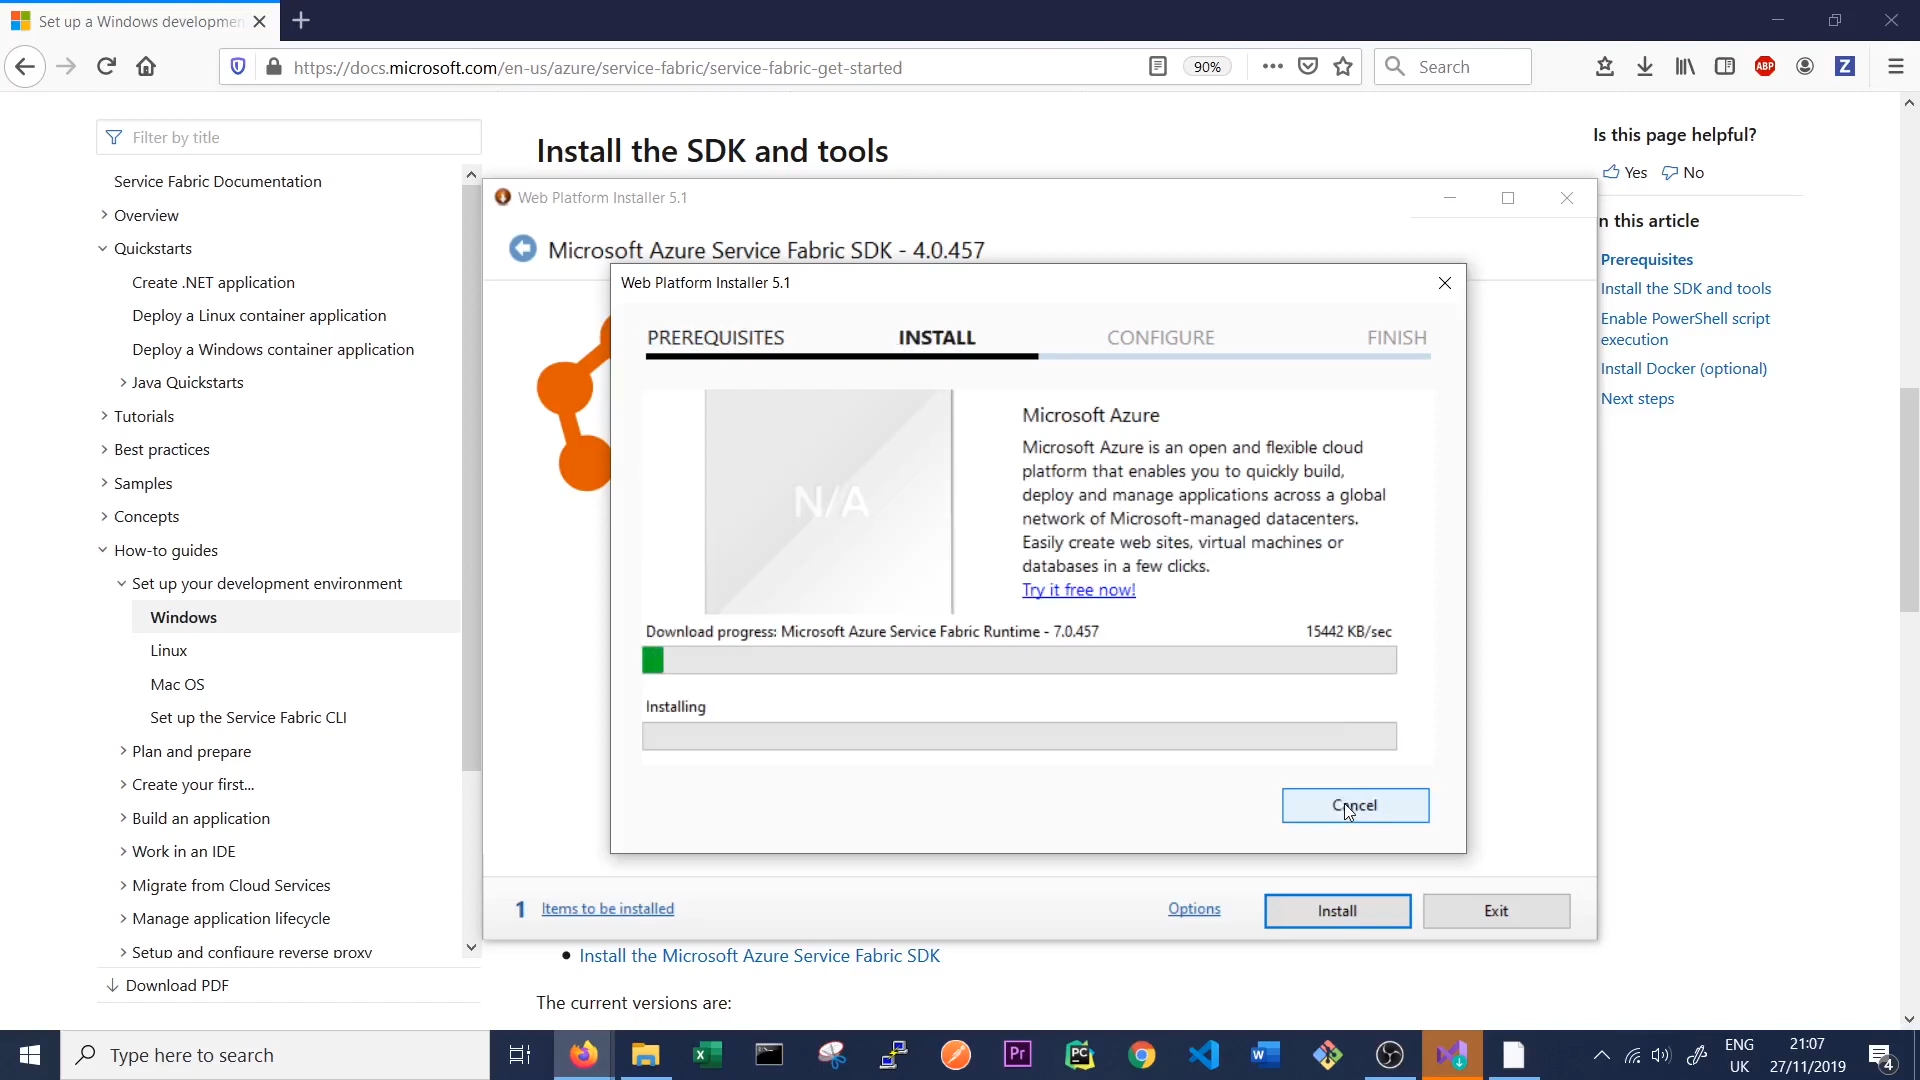 Set up a Windows developmen
https://docs.microsoft.com/en-us/azure/service-fabric/service-fabric-get-started
90%
Search
ABP
Z
Filter by title
Service Fabric Documentation
Overview
Quickstarts
Create .NET application
Deploy a Linux container application
Deploy a Windows container application
Java Quickstarts
Tutorials
Best practices
Samples
Concepts
How-to guides
Set up your development environment
Windows
Linux
Mac OS
Set up the Service Fabric CLI
Plan and prepare
Create your first...
Build an application
Work in an IDE
Migrate from Cloud Services
Manage application lifecycle
Setup and configure reverse proxy
Download PDF
Install the SDK and tools
Web Platform Installer 5.1
Microsoft Azure Service Fabric SDK - 4.0.457
Web Platform Installer 5.1
PREREQUISITES
INSTALL
CONFIGURE
FINISH
N/A
Microsoft Azure
Microsoft Azure is an open and flexible cloud
platform that enables you to quickly build,
deploy and manage applications across a global
network of Microsoft-managed datacenters.
Easily create web sites, virtual machines or
databases in a few clicks.
Try it free now!
Download progress: Microsoft Azure Service Fabric Runtime - 7.0.457
15442 KB/sec
Installing
Cancel
1 Items to be installed
Options
Install
Exit
Install the Microsoft Azure Service Fabric SDK
The current versions are:
Is this page helpful?
Yes
No
n this article
Prerequisites
Install the SDK and tools
Enable PowerShell script
execution
Install Docker (optional)
Next steps
Type here to search
Pr
PC
ENG
UK
21:07
27/11/2019
4